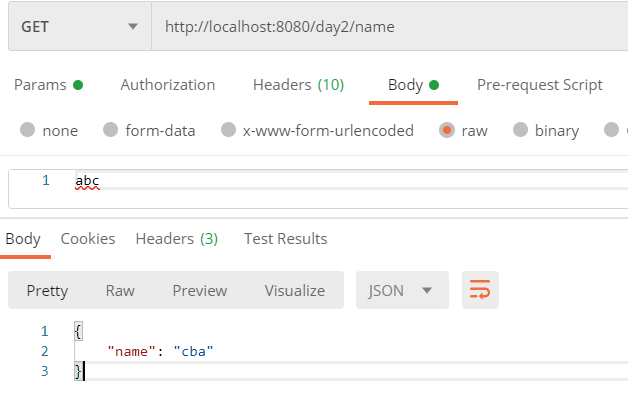 GET http://localhost:8080/day2/name
Params Authorization Headers (10) Body Pre-request Script
none form-data x-www-form-urlencoded raw binary
1 abc
Body Cookies Headers (3) Test Results
Pretty Raw Preview Visualize JSON
1 {
2 "name": "cba"
3 }